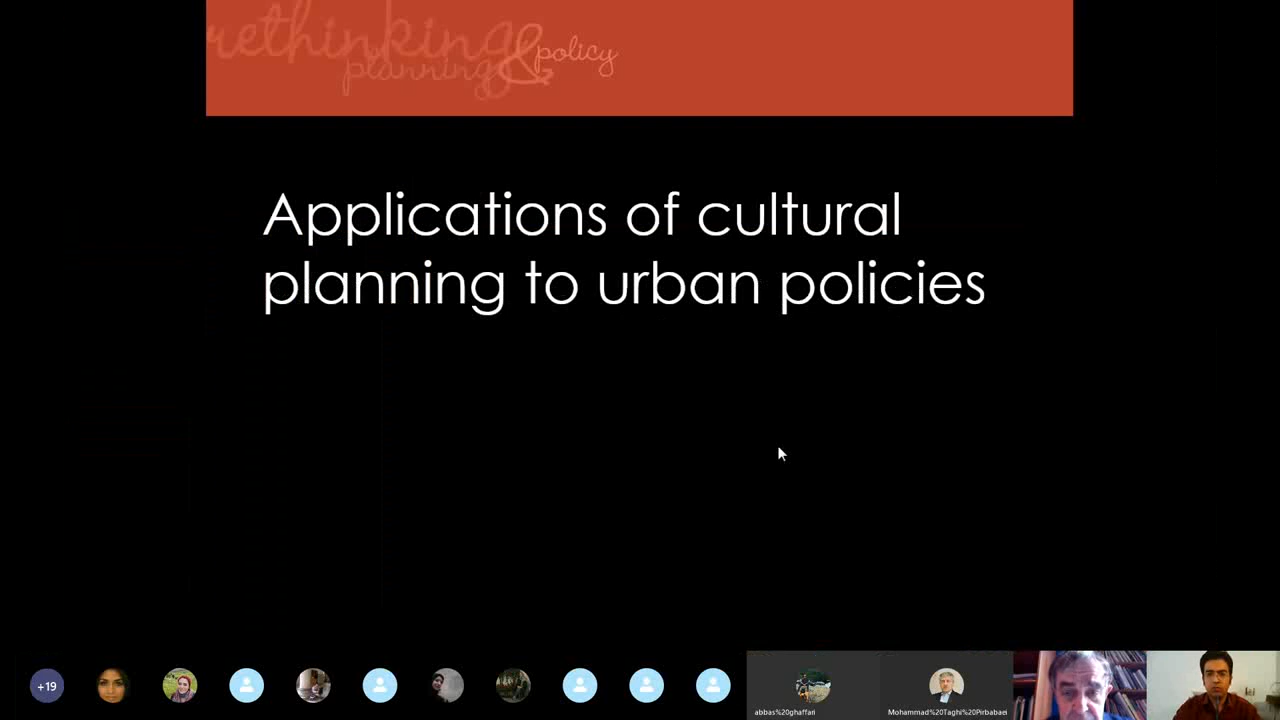 rethinking
planning & policy
Applications of cultural
planning to urban policies
+19
abbas%20ghaffari
Mohammad%20Taghi%20Pirbabaei